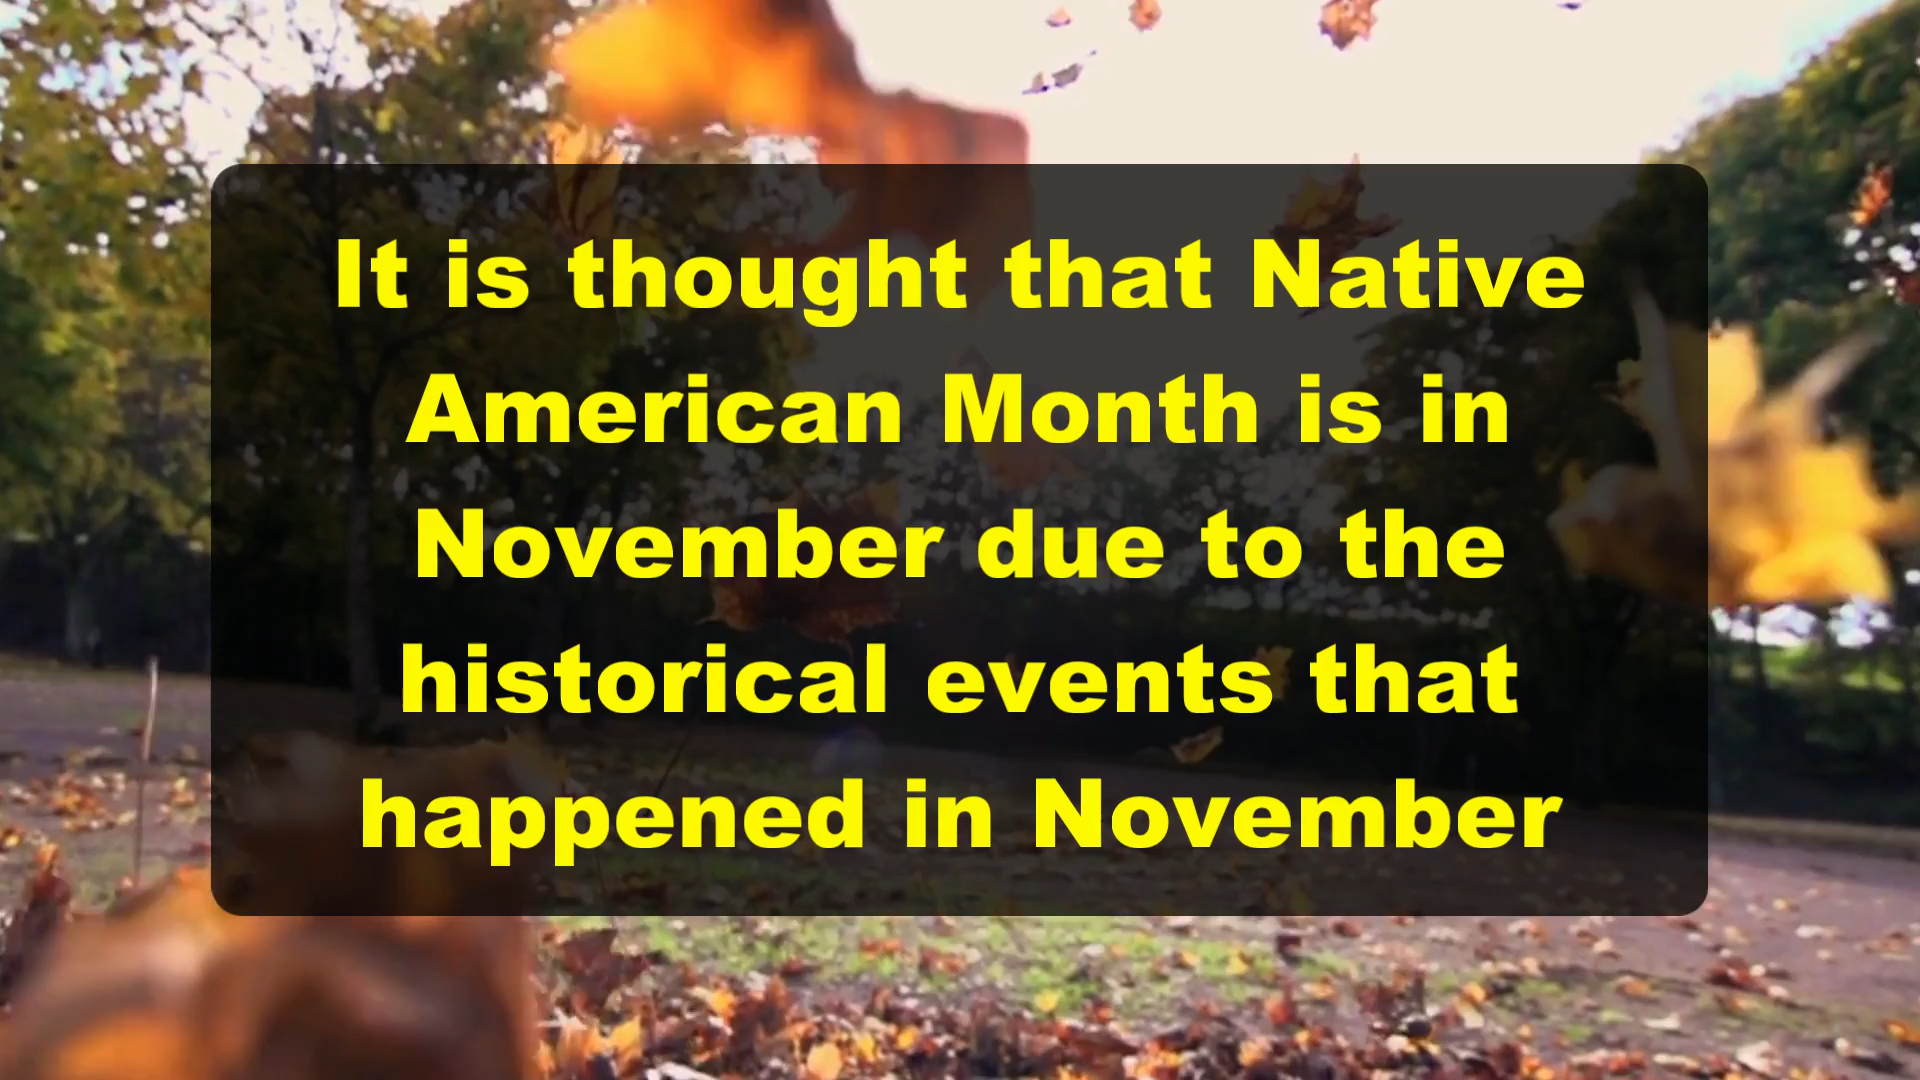 It is thought that Native
American Month is in
November due to the
historical events that
happened in November